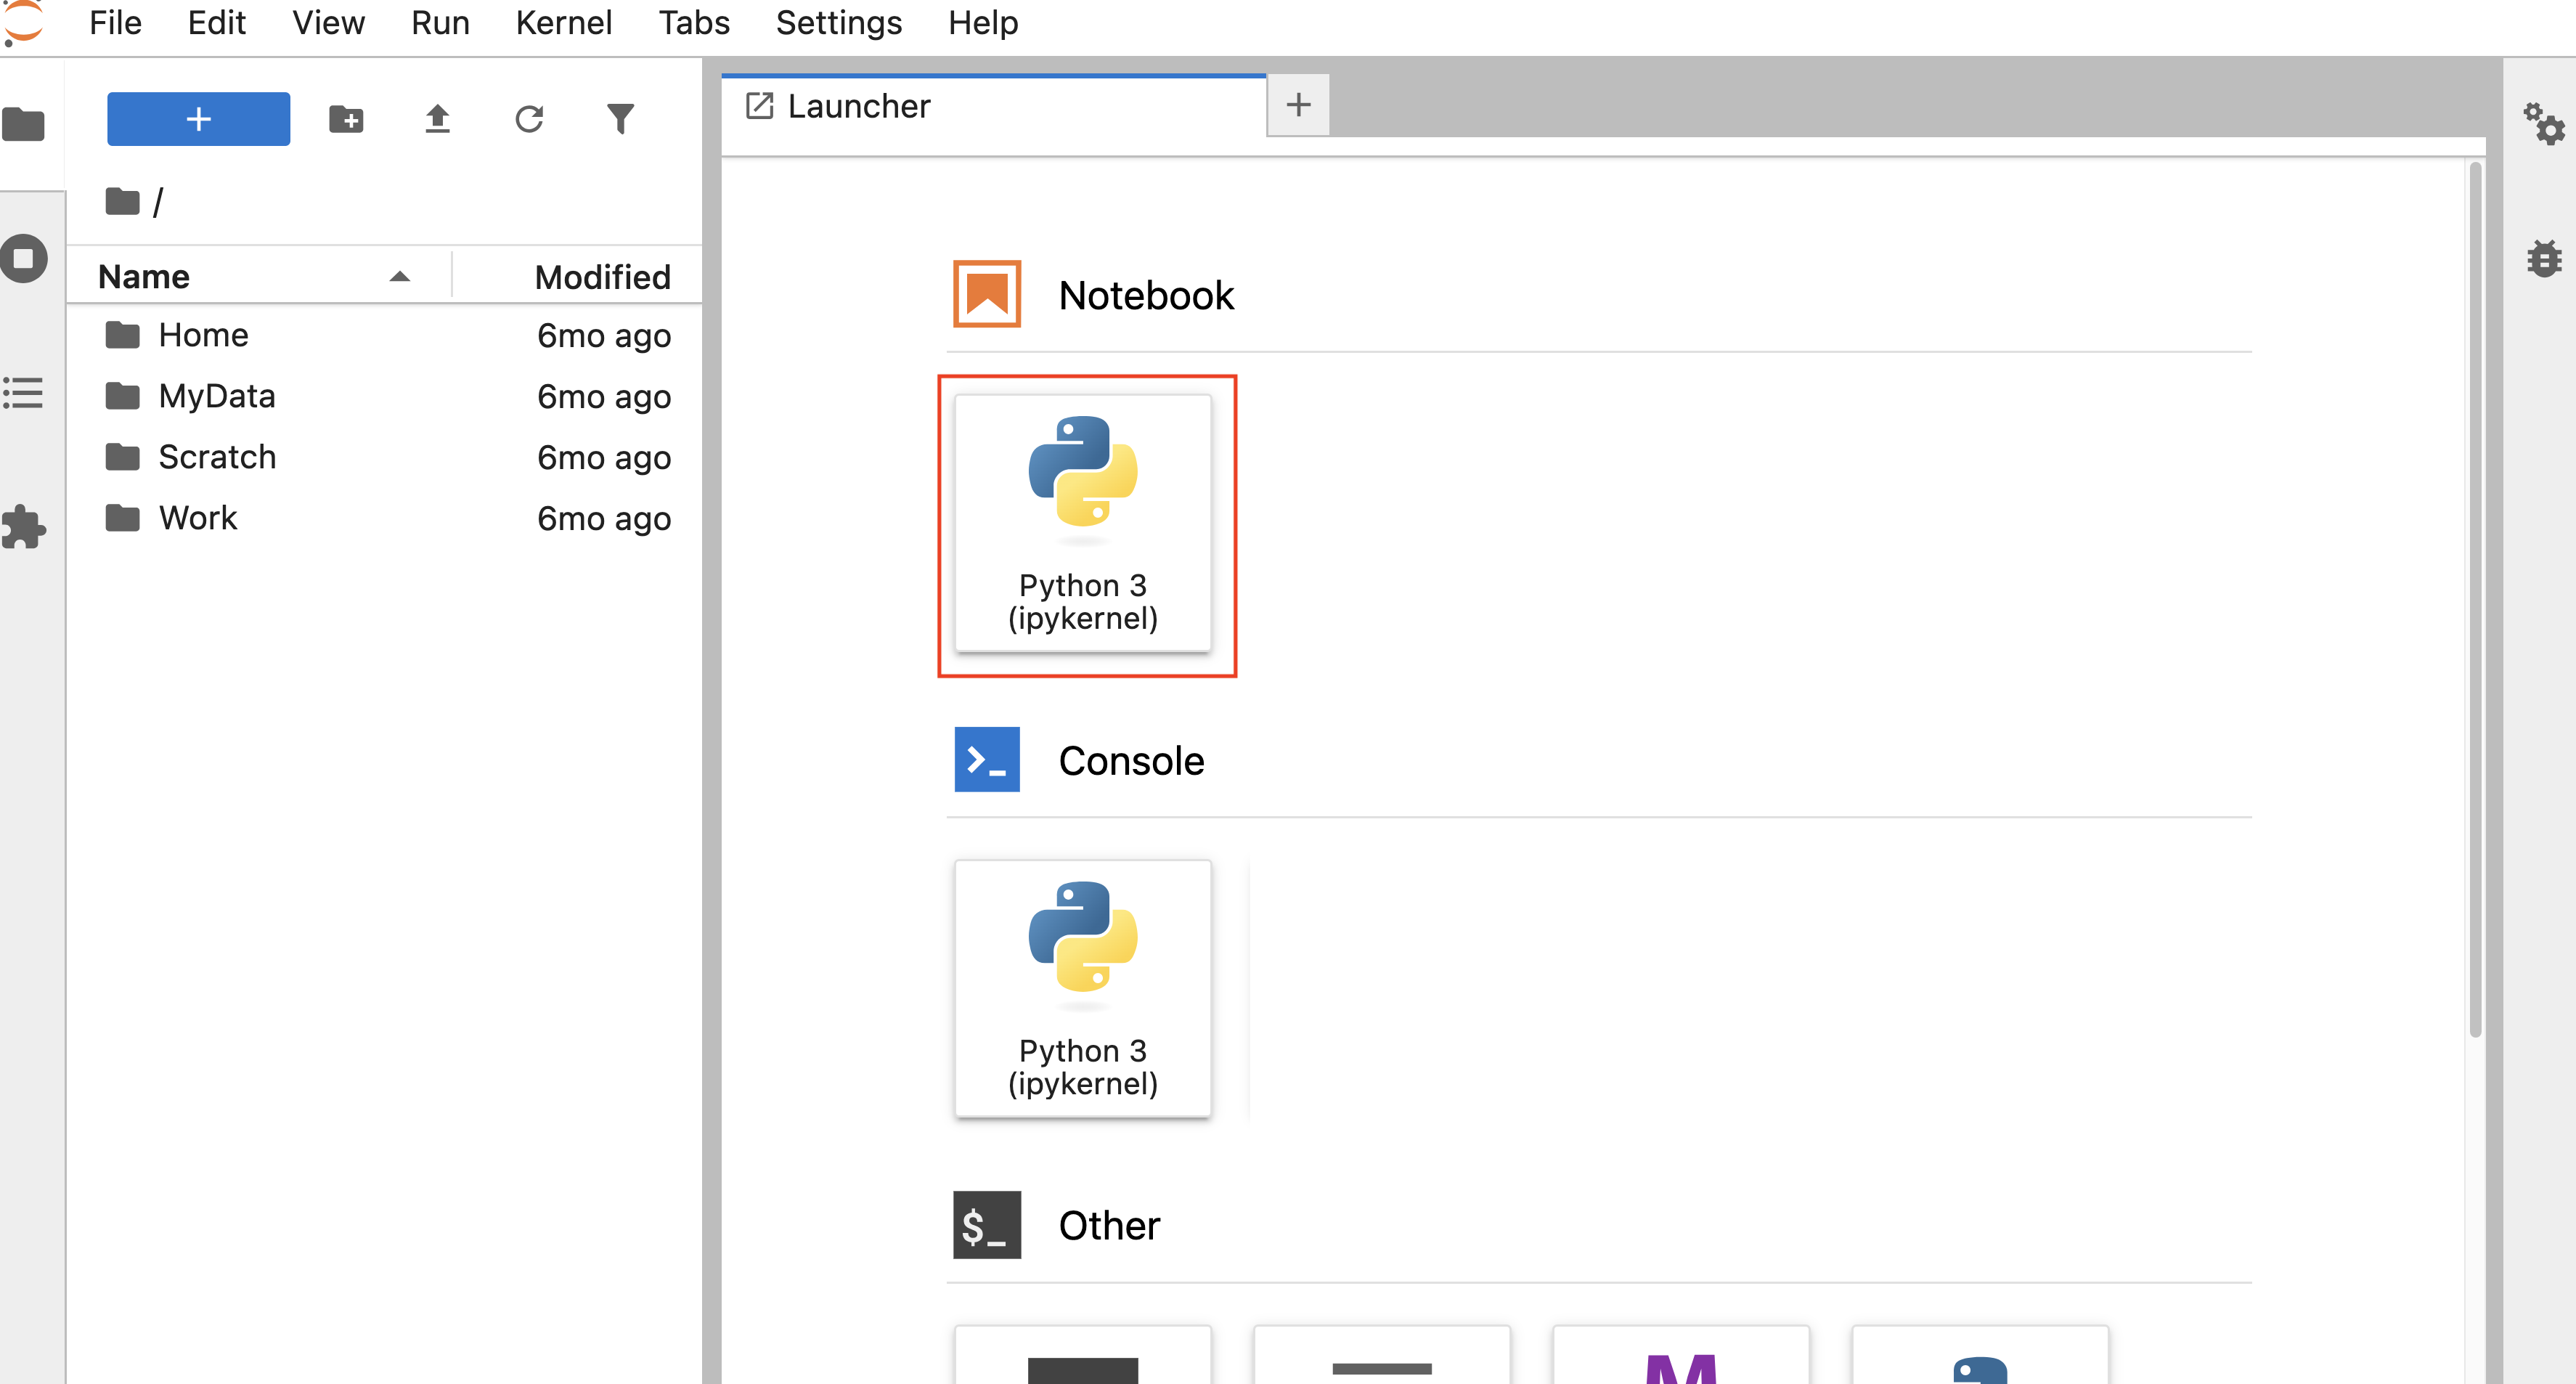 File Edit View Run Kernel Tabs Settings Help
Launcher
/
Name Modified
Home 6mo ago
MyData 6mo ago
Scratch 6mo ago
Work 6mo ago
Notebook
Python 3
(ipykernel)
Console
Python 3
(ipykernel)
$_ Other